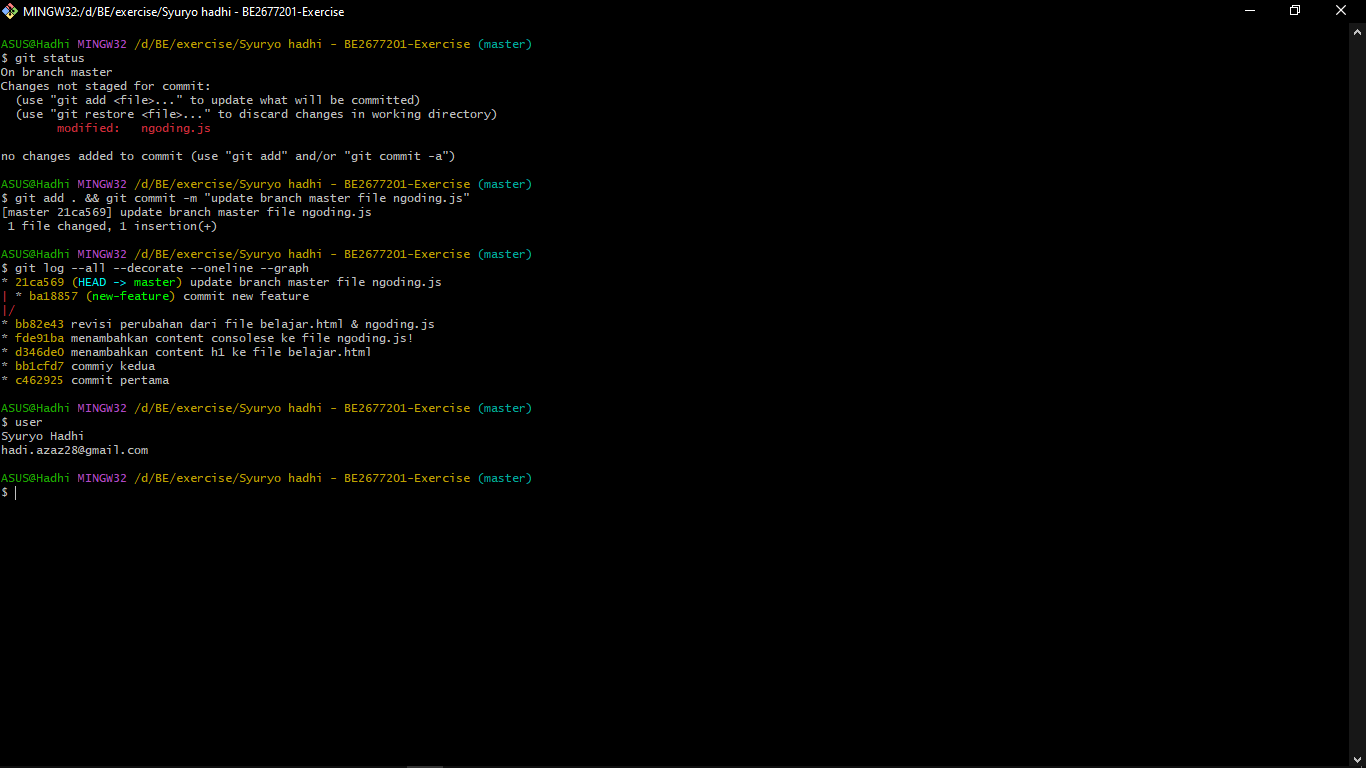 MINGW32:/d/BE/exercise/Syuryo hadhi - BE2677201-Exercise
ASUS@Hadhi MINGW32 /d/BE/exercise/Syuryo hadhi - BE2677201-Exercise (master)
$ git status
On branch master
Changes not staged for commit:
  (use "git add <file>..." to update what will be committed)
  (use "git restore <file>..." to discard changes in working directory)
        modified:   ngoding.js
no changes added to commit (use "git add" and/or "git commit -a")
ASUS@Hadhi MINGW32 /d/BE/exercise/Syuryo hadhi - BE2677201-Exercise (master)
$ git add . && git commit -m "update branch master file ngoding.js"
[master 21ca569] update branch master file ngoding.js
 1 file changed, 1 insertion(+)
ASUS@Hadhi MINGW32 /d/BE/exercise/Syuryo hadhi - BE2677201-Exercise (master)
$ git log --all --decorate --oneline --graph
* 21ca569 (HEAD -> master) update branch master file ngoding.js
| * ba18857 (new-feature) commit new feature
|/
* bb82e43 revisi perubahan dari file belajar.html & ngoding.js
* fde91ba menambahkan content consolese ke file ngoding.js!
* d346de0 menambahkan content h1 ke file belajar.html
* bb1cfd7 commiy kedua
* c462925 commit pertama
ASUS@Hadhi MINGW32 /d/BE/exercise/Syuryo hadhi - BE2677201-Exercise (master)
$ user
Syuryo Hadhi
hadi.azaz28@gmail.com
ASUS@Hadhi MINGW32 /d/BE/exercise/Syuryo hadhi - BE2677201-Exercise (master)
$